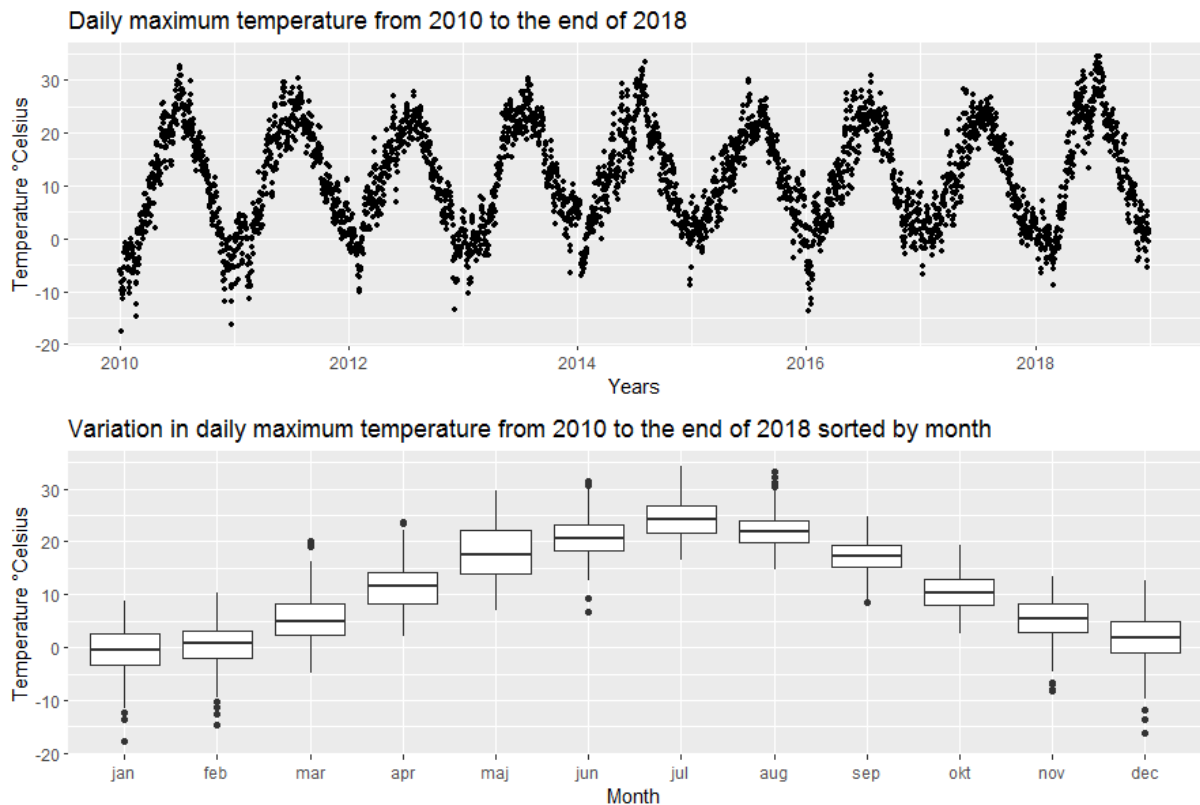 Daily maximum temperature from 2010 to the end of 2018
Temperature °Celsius
30
20
10
0
-10
-20
2010 2012 2014 2016 2018
Years
Variation in daily maximum temperature from 2010 to the end of 2018 sorted by month
Temperature °Celsius
30
20
10
0
-10
-20
jan feb mar apr maj jun jul aug sep okt nov dec
Month